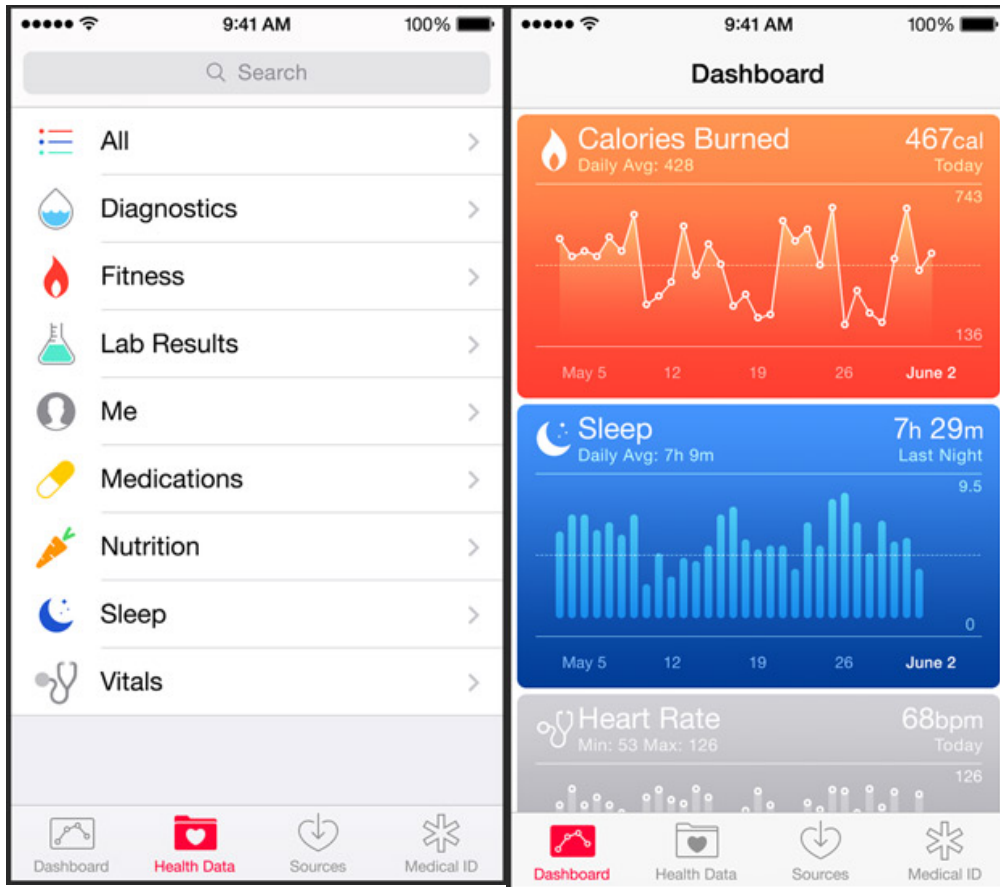 9:41 AM 100%
Search
All
Diagnostics
Fitness
Lab Results
Me
Medications
Nutrition
Sleep
Vitals
Dashboard Health Data Sources Medical ID
9:41 AM 100%
Dashboard
Calories Burned 467cal
Daily Avg: 428 Today
743
136
May 5 12 19 26 June 2
Sleep 7h 29m
Daily Avg: 7h 9m Last Night
9.5
0
May 5 12 19 26 June 2
Heart Rate 68bpm
Min: 53 Max: 126 Today
126
Dashboard Health Data Sources Medical ID